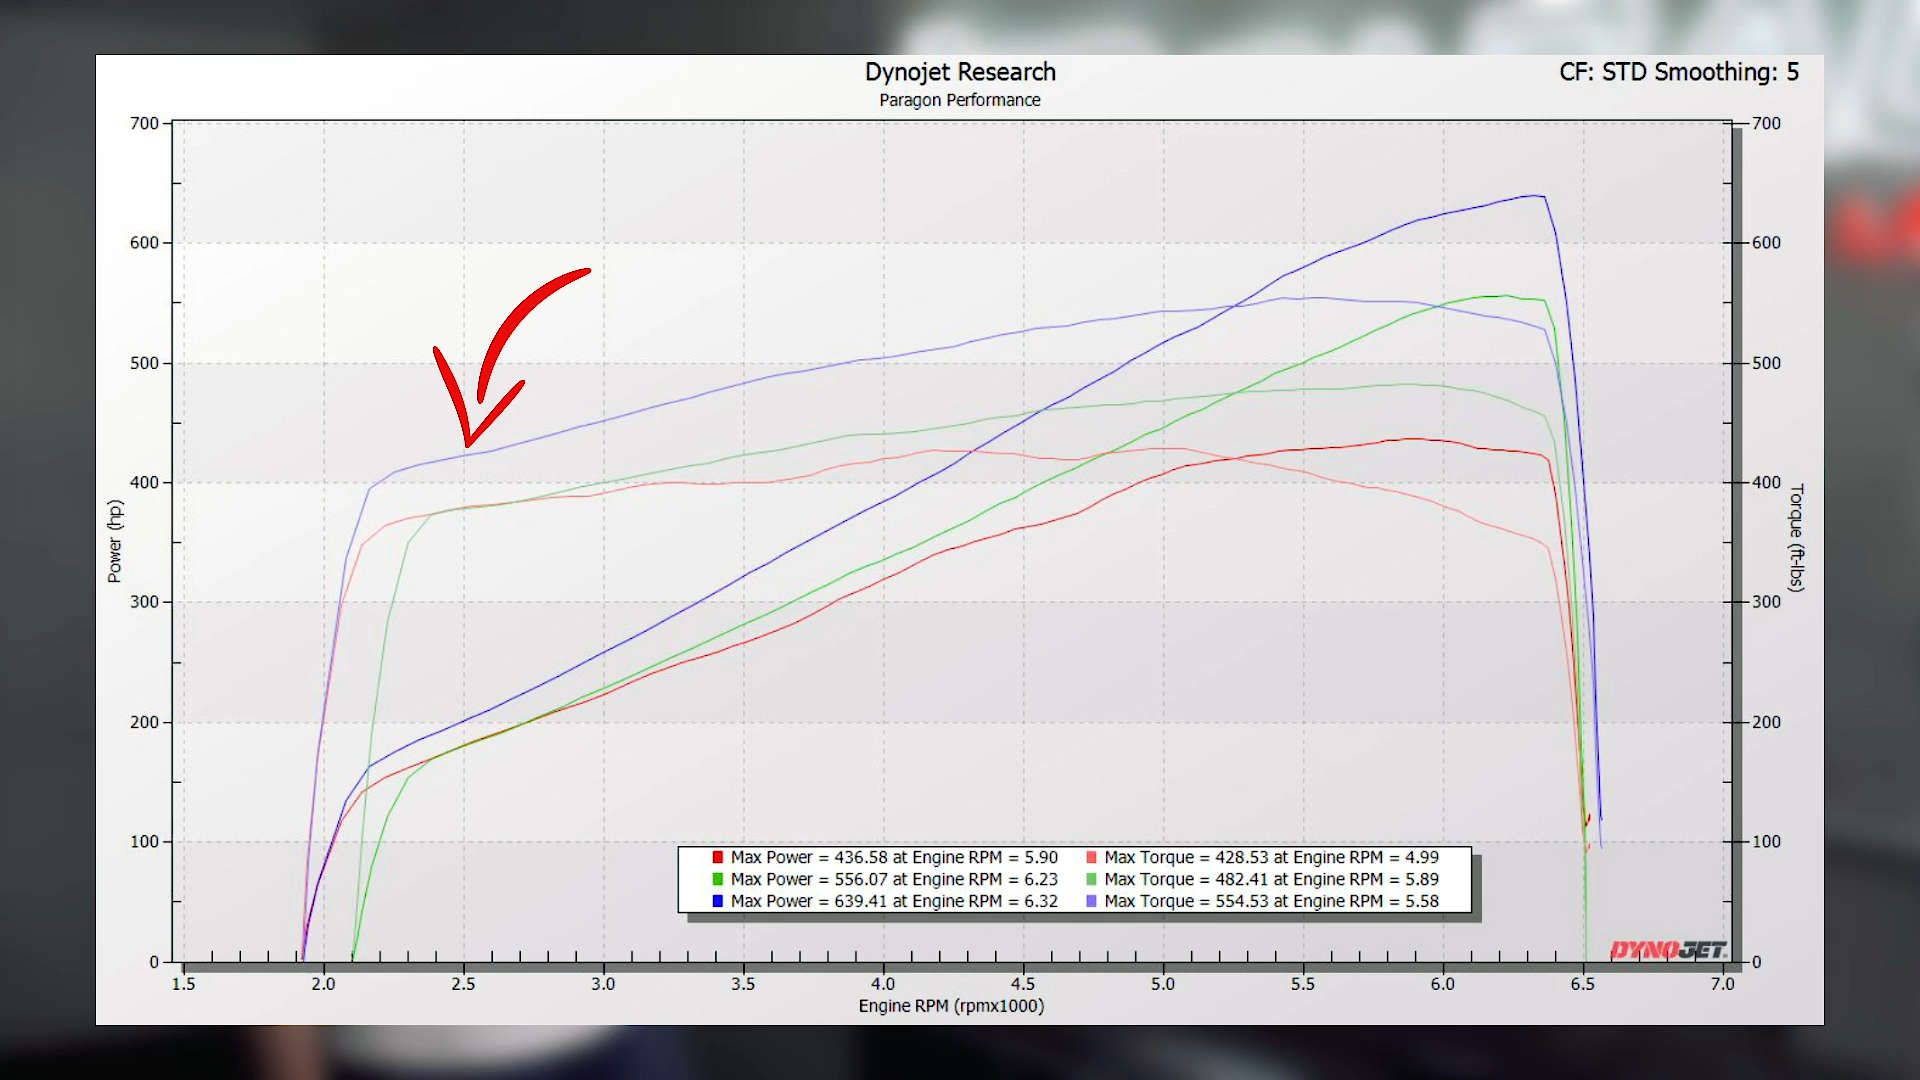 Dynojet Research
CF: STD Smoothing: 5
Paragon Performance
700
600
500
400
300
200
100
0
Power (hp)
700
600
500
400
300
200
100
0
Torque (ft-lbs)
Max Power = 436.58 at Engine RPM = 5.90 Max Torque = 428.53 at Engine RPM = 4.99
Max Power = 556.07 at Engine RPM = 6.23 Max Torque = 482.41 at Engine RPM = 5.89
Max Power = 639.41 at Engine RPM = 6.32 Max Torque = 554.53 at Engine RPM = 5.58
DYNOJET
1.5 2.0 2.5 3.0 3.5 4.0 4.5 5.0 5.5 6.0 6.5 7.0
Engine RPM (rpmx1000)